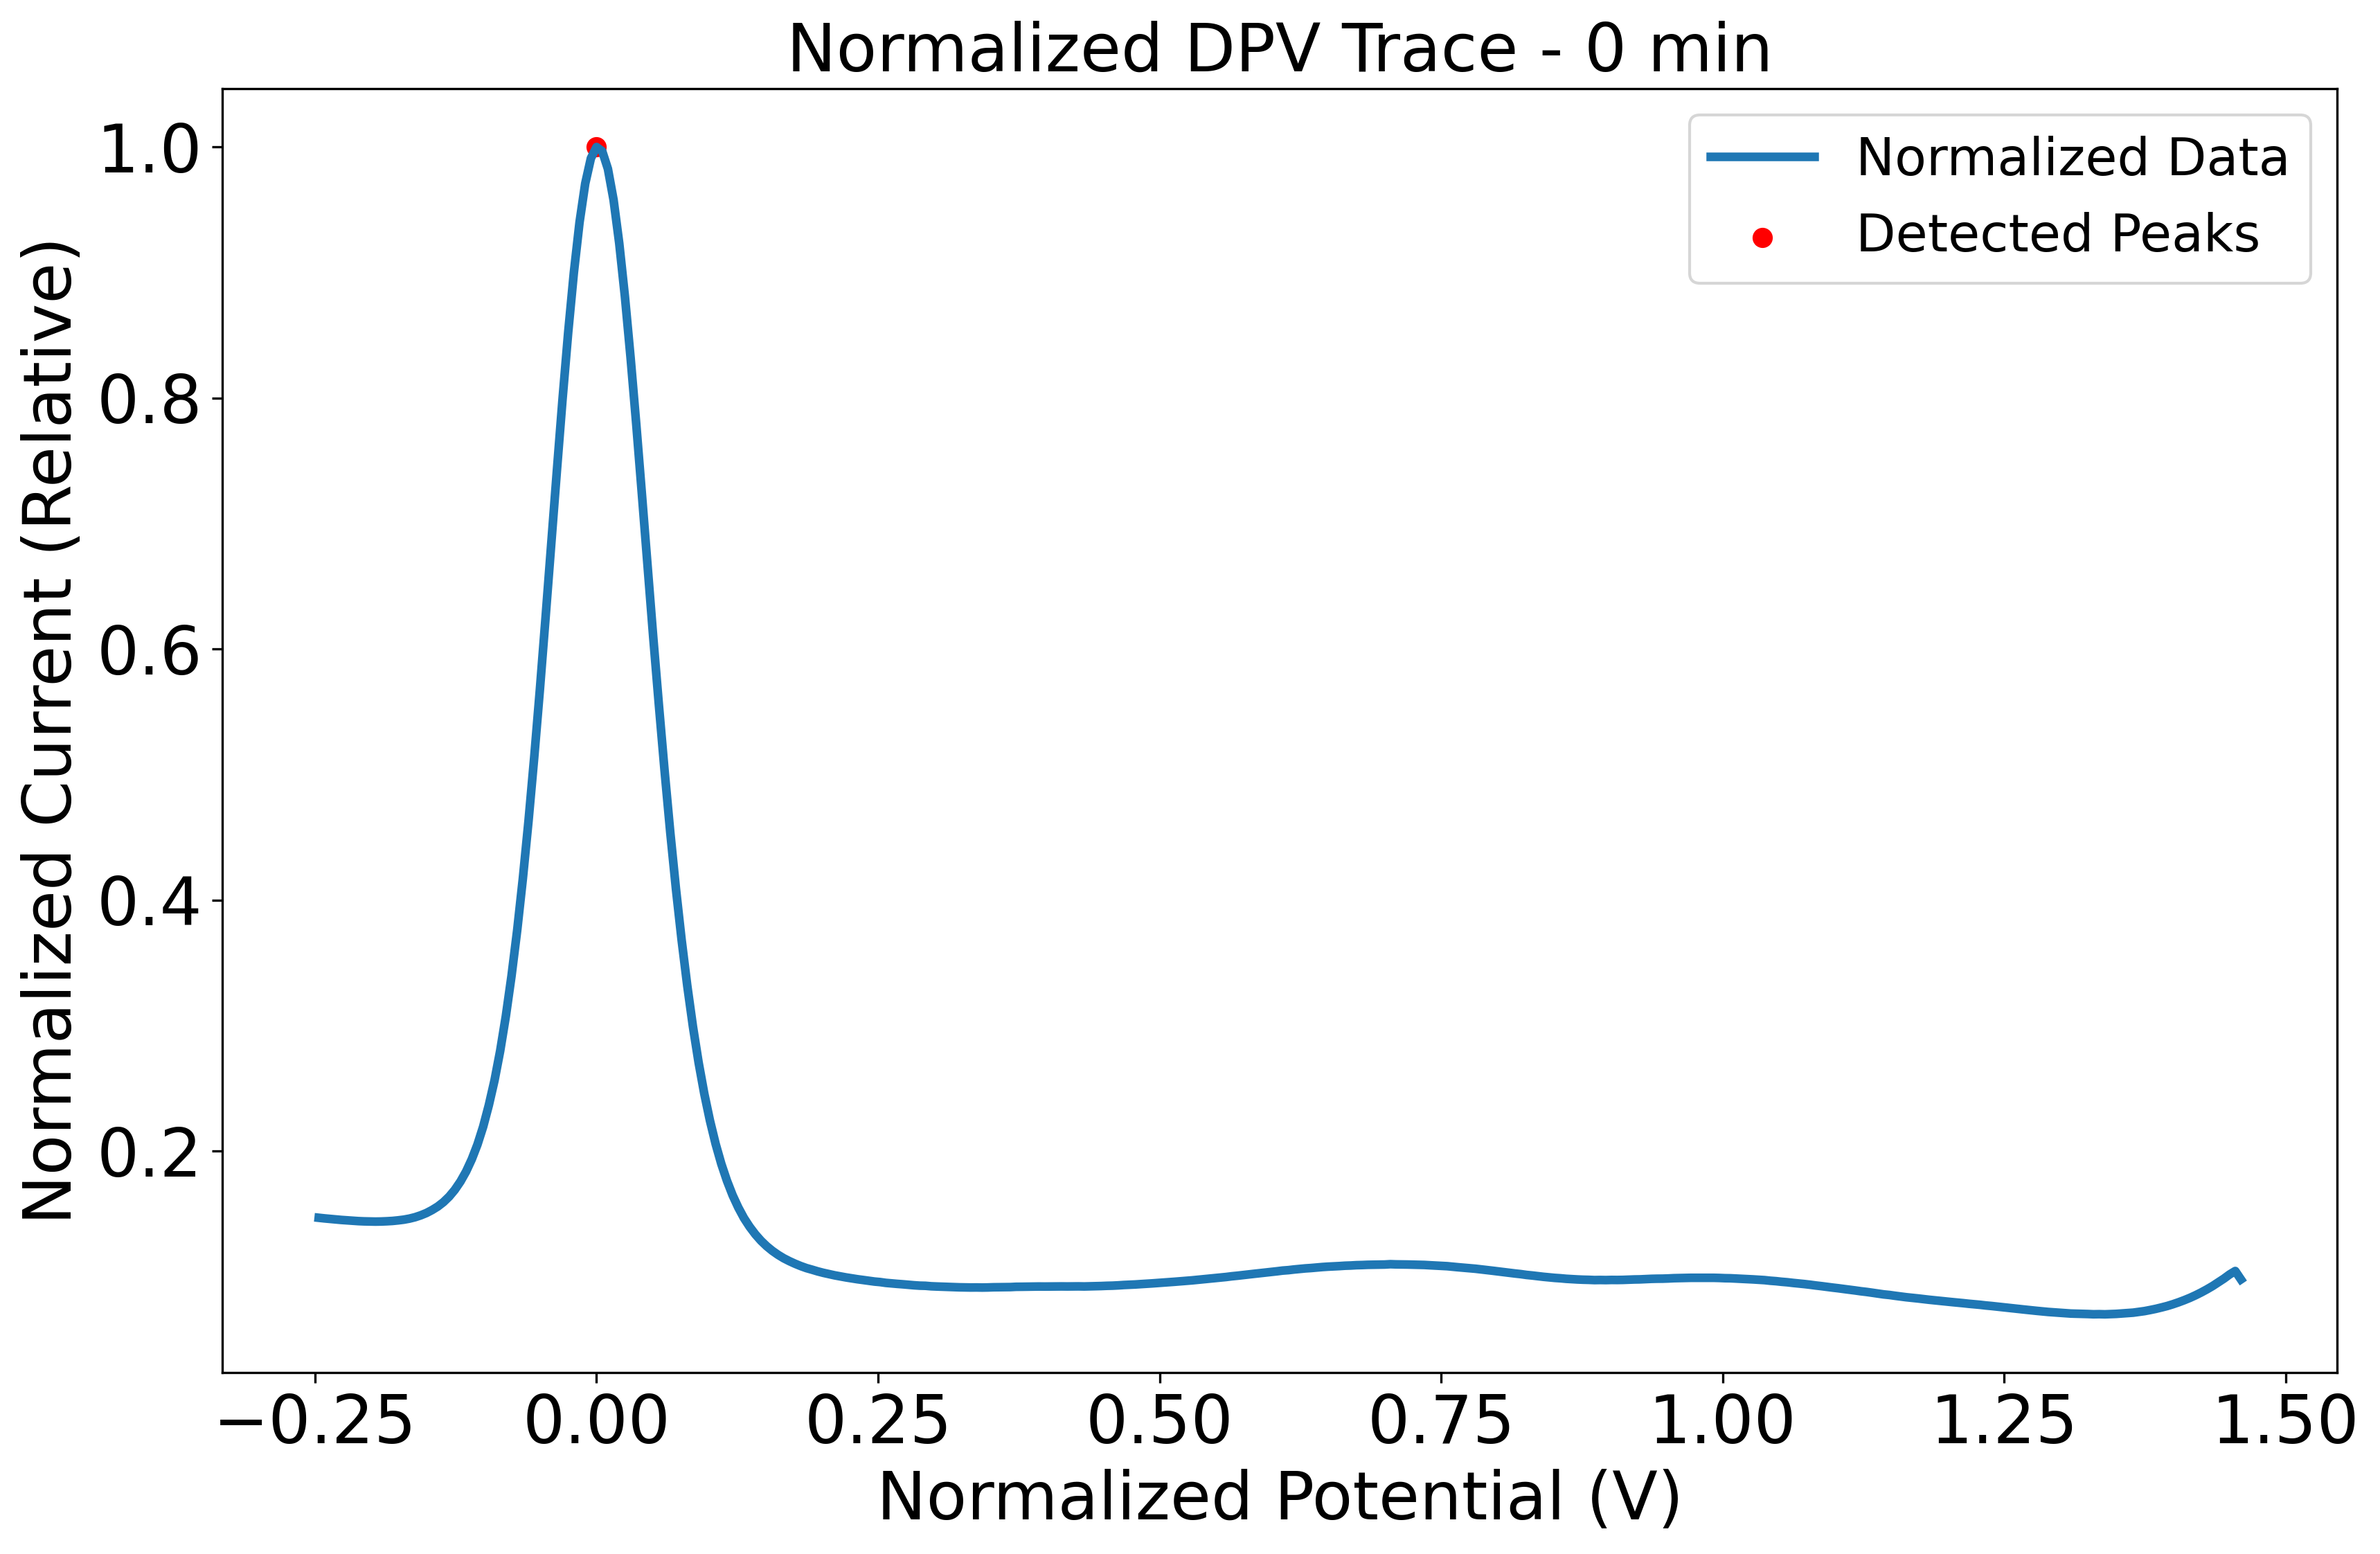 Normalized DPV Trace - 0 min
Normalized Current (Relative)
1.0
0.8
0.6
0.4
0.2
Normalized Data
Detected Peaks
−0.25 0.00 0.25 0.50 0.75 1.00 1.25 1.50
Normalized Potential (V)